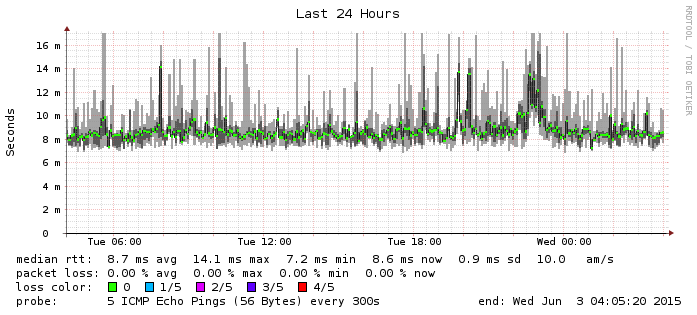 Last 24 Hours
RRDTOOL / TOBI OETIKER
Seconds
16 m
14 m
12 m
10 m
8 m
6 m
4 m
2 m
0
Tue 06:00 Tue 12:00 Tue 18:00 Wed 00:00
median rtt: 8.7 ms avg 14.1 ms max 7.2 ms min 8.6 ms now 0.9 ms sd 10.0 am/s
packet loss: 0.00 % avg 0.00 % max 0.00 % min 0.00 % now
loss color: 0 1/5 2/5 3/5 4/5
probe: 5 ICMP Echo Pings (56 Bytes) every 300s end: Wed Jun 3 04:05:20 2015